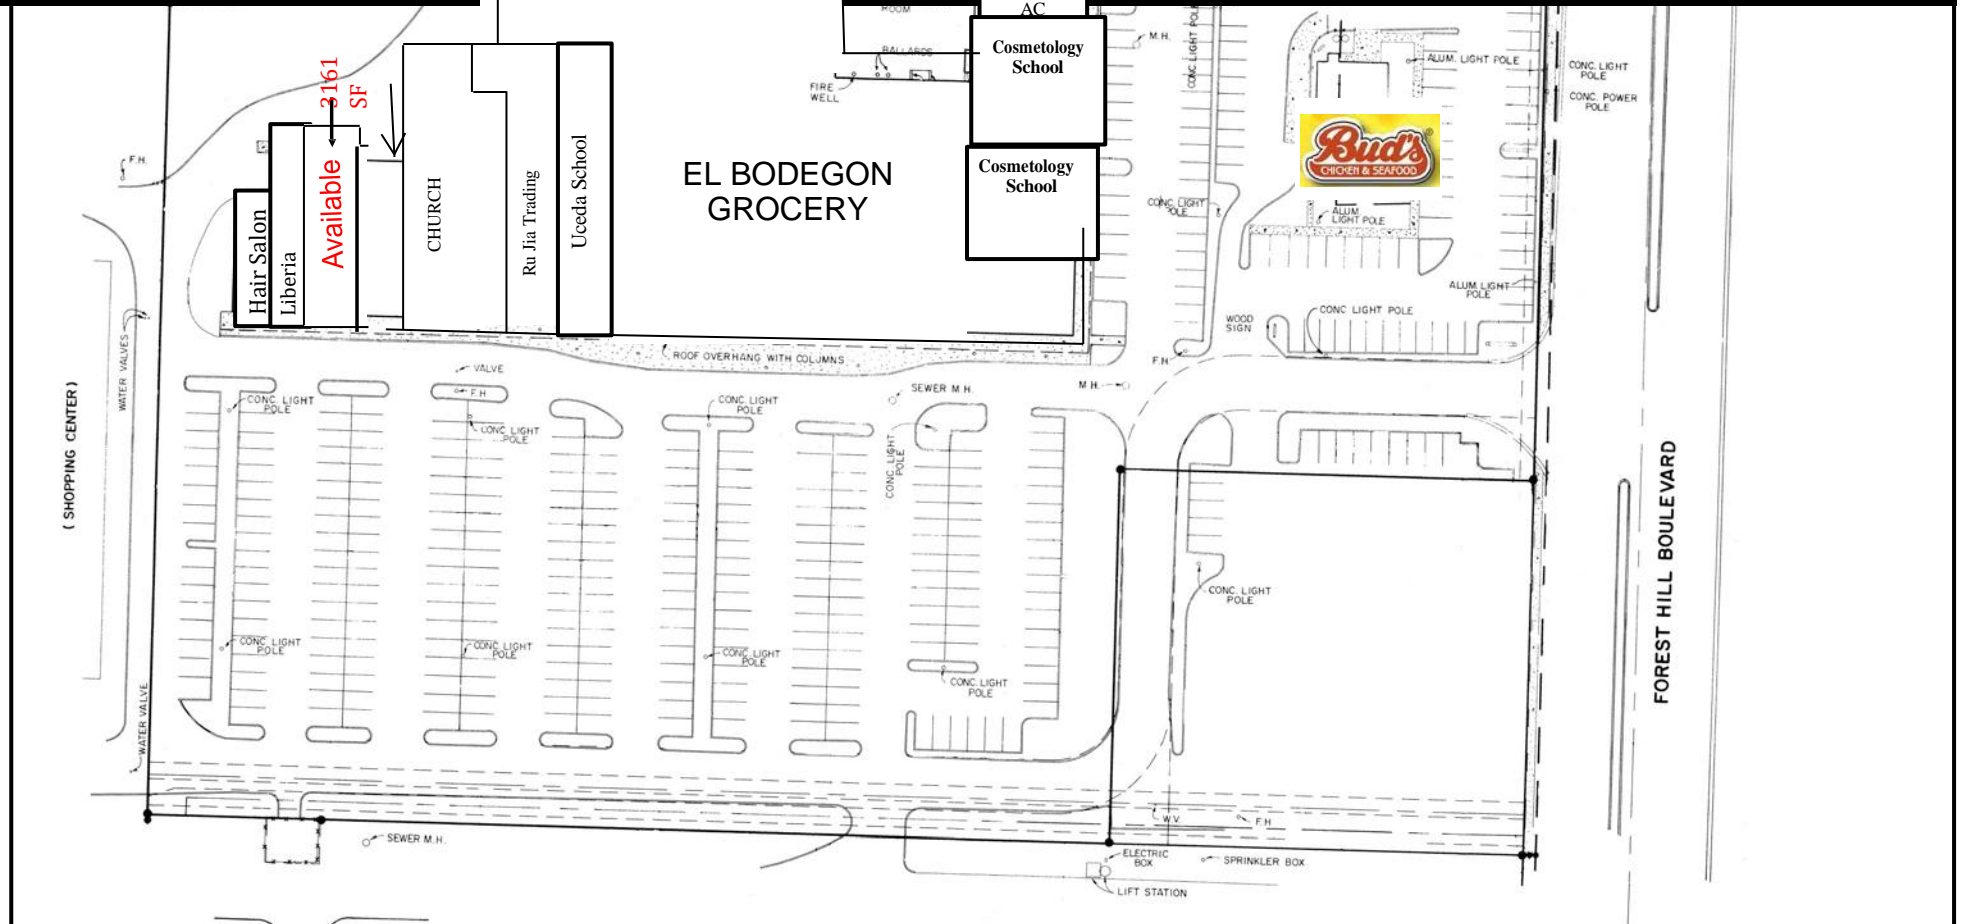 ROOM
AC
BALLARDS
FIRE
WELL
Cosmetology
School
Cosmetology
School
M.H.
CONC. LIGHT POLE
ALUM. LIGHT POLE
CONC. LIGHT
POLE
CONC. POWER
POLE
Bud's
®
CHICKEN & SEAFOOD
ALUM.
LIGHT POLE
CONC. LIGHT
POLE
ALUM. LIGHT
POLE
CONC LIGHT POLE
WOOD
SIGN
F.H.
M.H.
3161
SF
Available
F.H.
Hair Salon
Liberia
CHURCH
Ru Jia Trading
Uceda School
EL BODEGON
GROCERY
ROOF OVERHANG WITH COLUMNS
VALVE
F.H
CONC. LIGHT
POLE
CONC. LIGHT
POLE
CONC. LIGHT
POLE
SEWER M.H.
CONC. LIGHT
POLE
WATER VALVES
( SHOPPING CENTER )
CONC. LIGHT
POLE
CONC. LIGHT
POLE
CONC. LIGHT
POLE
CONC. LIGHT
POLE
CONC. LIGHT
POLE
FOREST HILL BOULEVARD
WATER VALVE
SEWER M.H.
W.V.
F.H
ELECTRIC
BOX
SPRINKLER BOX
LIFT STATION